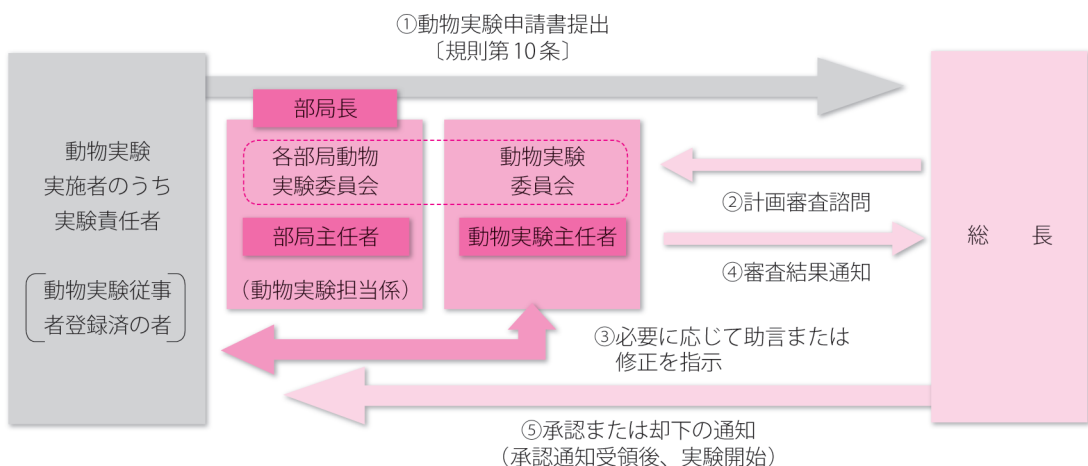 ①動物実験申請書提出
〔規則第10条〕
動物実験
実施者のうち
実験責任者
動物実験従事
者登録済の者
部局長
各部局動物
実験委員会
部局主任者
（動物実験担当係）
動物実験
委員会
動物実験主任者
②計画審査諮問
④審査結果通知
総　長
③必要に応じて助言または
修正を指示
⑤承認または却下の通知
（承認通知受領後、実験開始）